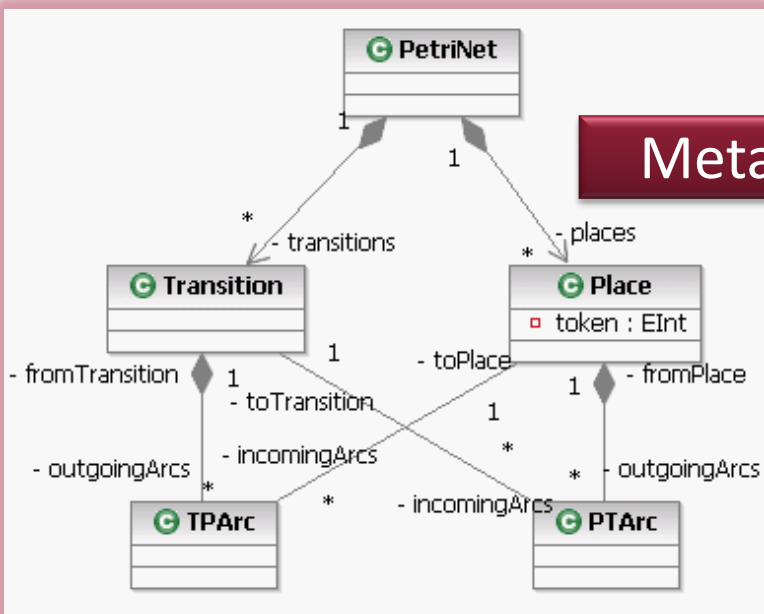 C PetriNet
1
1
Meta
*
- transitions
- places
*
C Transition
C Place
token : EInt
- fromTransition
1
1
- toPlace
1
- fromPlace
- toTransition
1
- outgoingArcs
- incomingArcs
*
*
- outgoingArcs
*
*
- incomingArcs
C TPArc
C PTArc